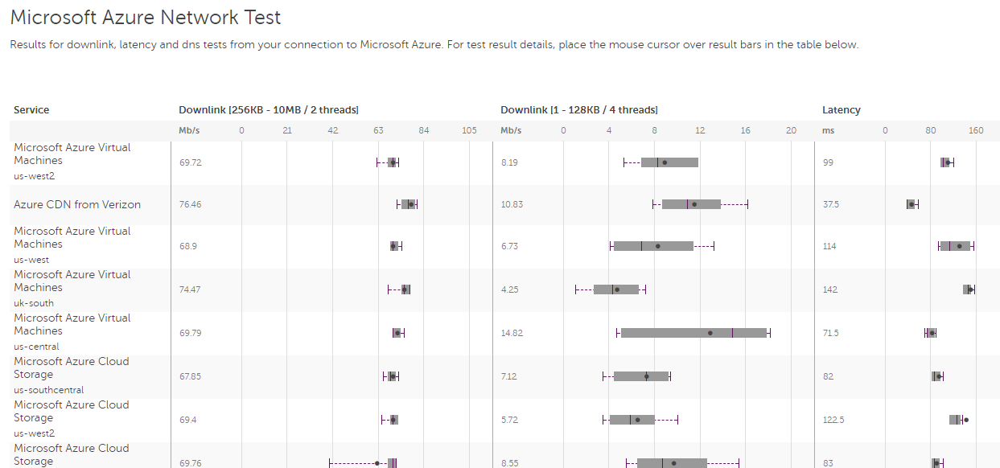 Microsoft Azure Network Test
Results for downlink, latency and dns tests from your connection to Microsoft Azure. For test result details, place the mouse cursor over result bars in the table below.
Service Downlink [256KB - 10MB / 2 threads] Downlink [1 - 128KB / 4 threads] Latency
Mb/s 0 21 42 63 84 105 Mb/s 0 4 8 12 16 20 ms 0 80 160
Microsoft Azure Virtual
Machines
us-west2
69.72 8.19 99
Azure CDN from Verizon 76.46 10.83 37.5
Microsoft Azure Virtual
Machines
us-west
68.9 6.73 114
Microsoft Azure Virtual
Machines
uk-south
74.47 4.25 142
Microsoft Azure Virtual
Machines
us-central
69.79 14.82 71.5
Microsoft Azure Cloud
Storage
us-southcentral
67.85 7.12 82
Microsoft Azure Cloud
Storage
us-west2
69.4 5.72 122.5
Microsoft Azure Cloud
Storage
69.76 8.55 83